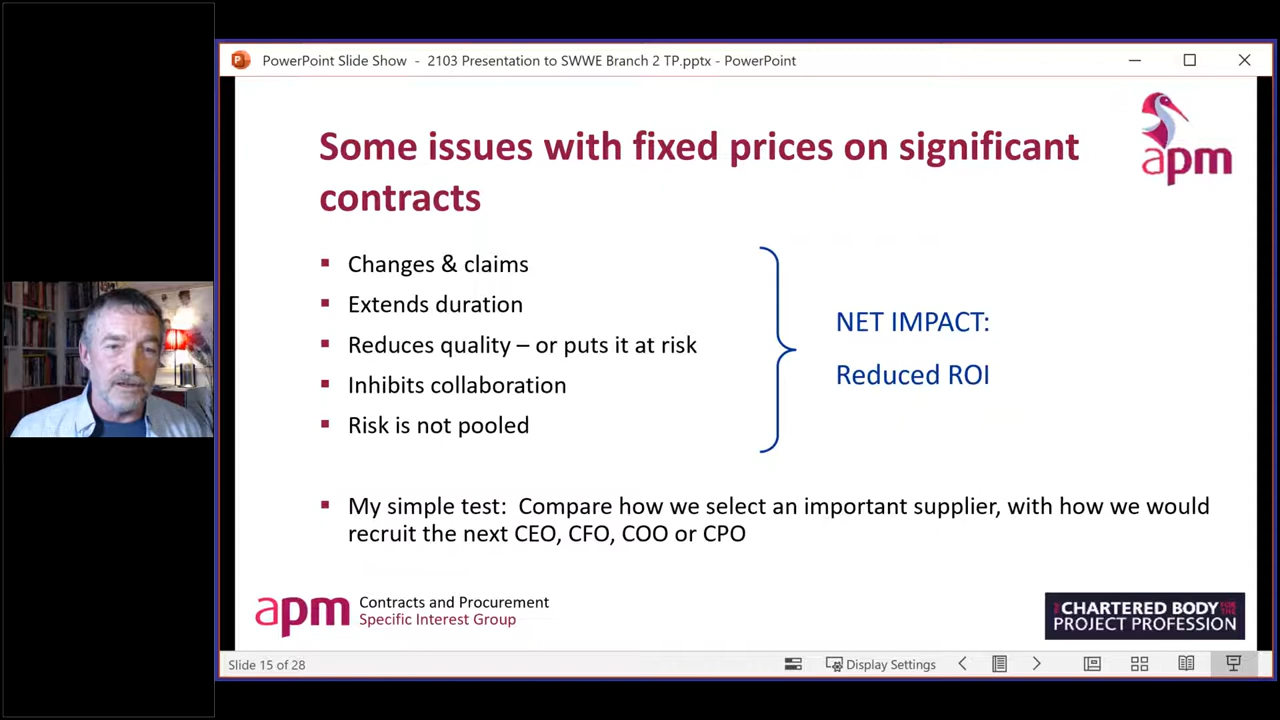 PowerPoint Slide Show - 2103 Presentation to SWWE Branch 2 TP.pptx - PowerPoint
apm
Some issues with fixed prices on significant
contracts
Changes & claims
Extends duration
Reduces quality – or puts it at risk
Inhibits collaboration
Risk is not pooled
NET IMPACT:
Reduced ROI
My simple test: Compare how we select an important supplier, with how we would
recruit the next CEO, CFO, COO or CPO
apm
Contracts and Procurement
Specific Interest Group
THE CHARTERED BODY FOR THE
PROJECT PROFESSION
Slide 15 of 28
Display Settings